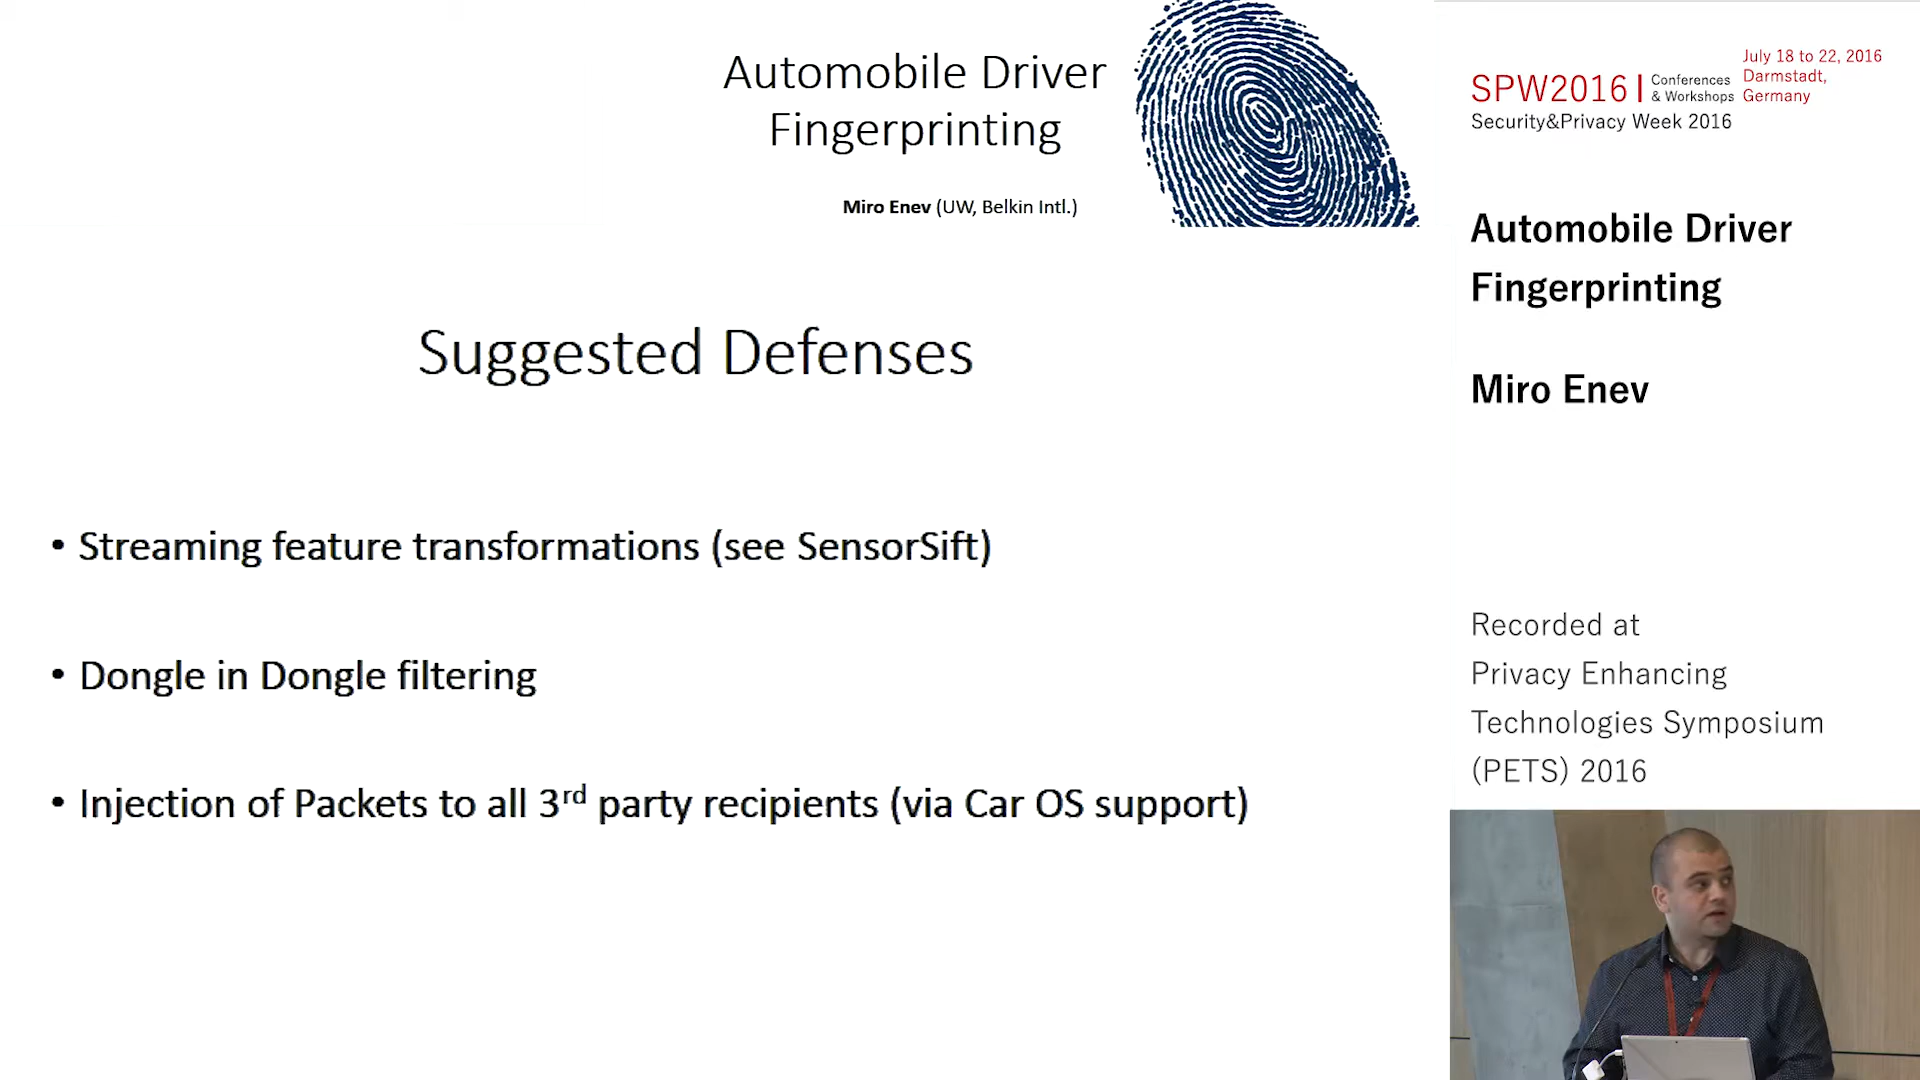 Automobile Driver
Fingerprinting
Miro Enev (UW, Belkin Intl.)
Suggested Defenses
• Streaming feature transformations (see SensorSift)
• Dongle in Dongle filtering
• Injection of Packets to all 3rd party recipients (via Car OS support)
SPW2016 | Conferences & Workshops
Security&Privacy Week 2016
July 18 to 22, 2016
Darmstadt,
Germany
Automobile Driver
Fingerprinting
Miro Enev
Recorded at
Privacy Enhancing
Technologies Symposium
(PETS) 2016